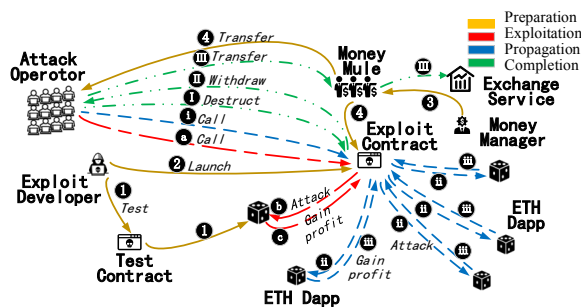 Preparation
Exploitation
Propagation
Completion
Attack
Operator
4 Transfer
III Transfer
II Withdraw
I Destruct
i Call
a Call
Money
Mule
III
Exchange
Service
3
Money
Manager
4
Exploit
Contract
2 Launch
Exploit
Developer
1
Test
Test
Contract
1
b Attack
c Gain
profit
iii
ii
ii
iii
ETH
Dapp
ii
Attack
iii
ii
iii
Gain
profit
ETH Dapp